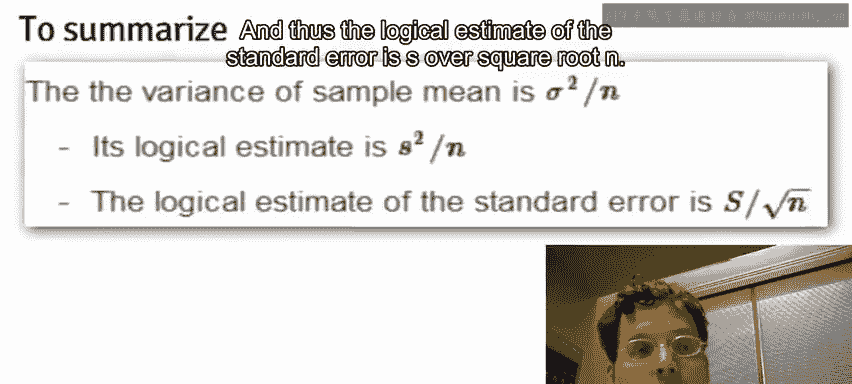 To summarize
And thus the logical estimate of the
standard error is s over square root n.
The the variance of sample mean is σ²/n
- Its logical estimate is s²/n
- The logical estimate of the standard error is S/√n